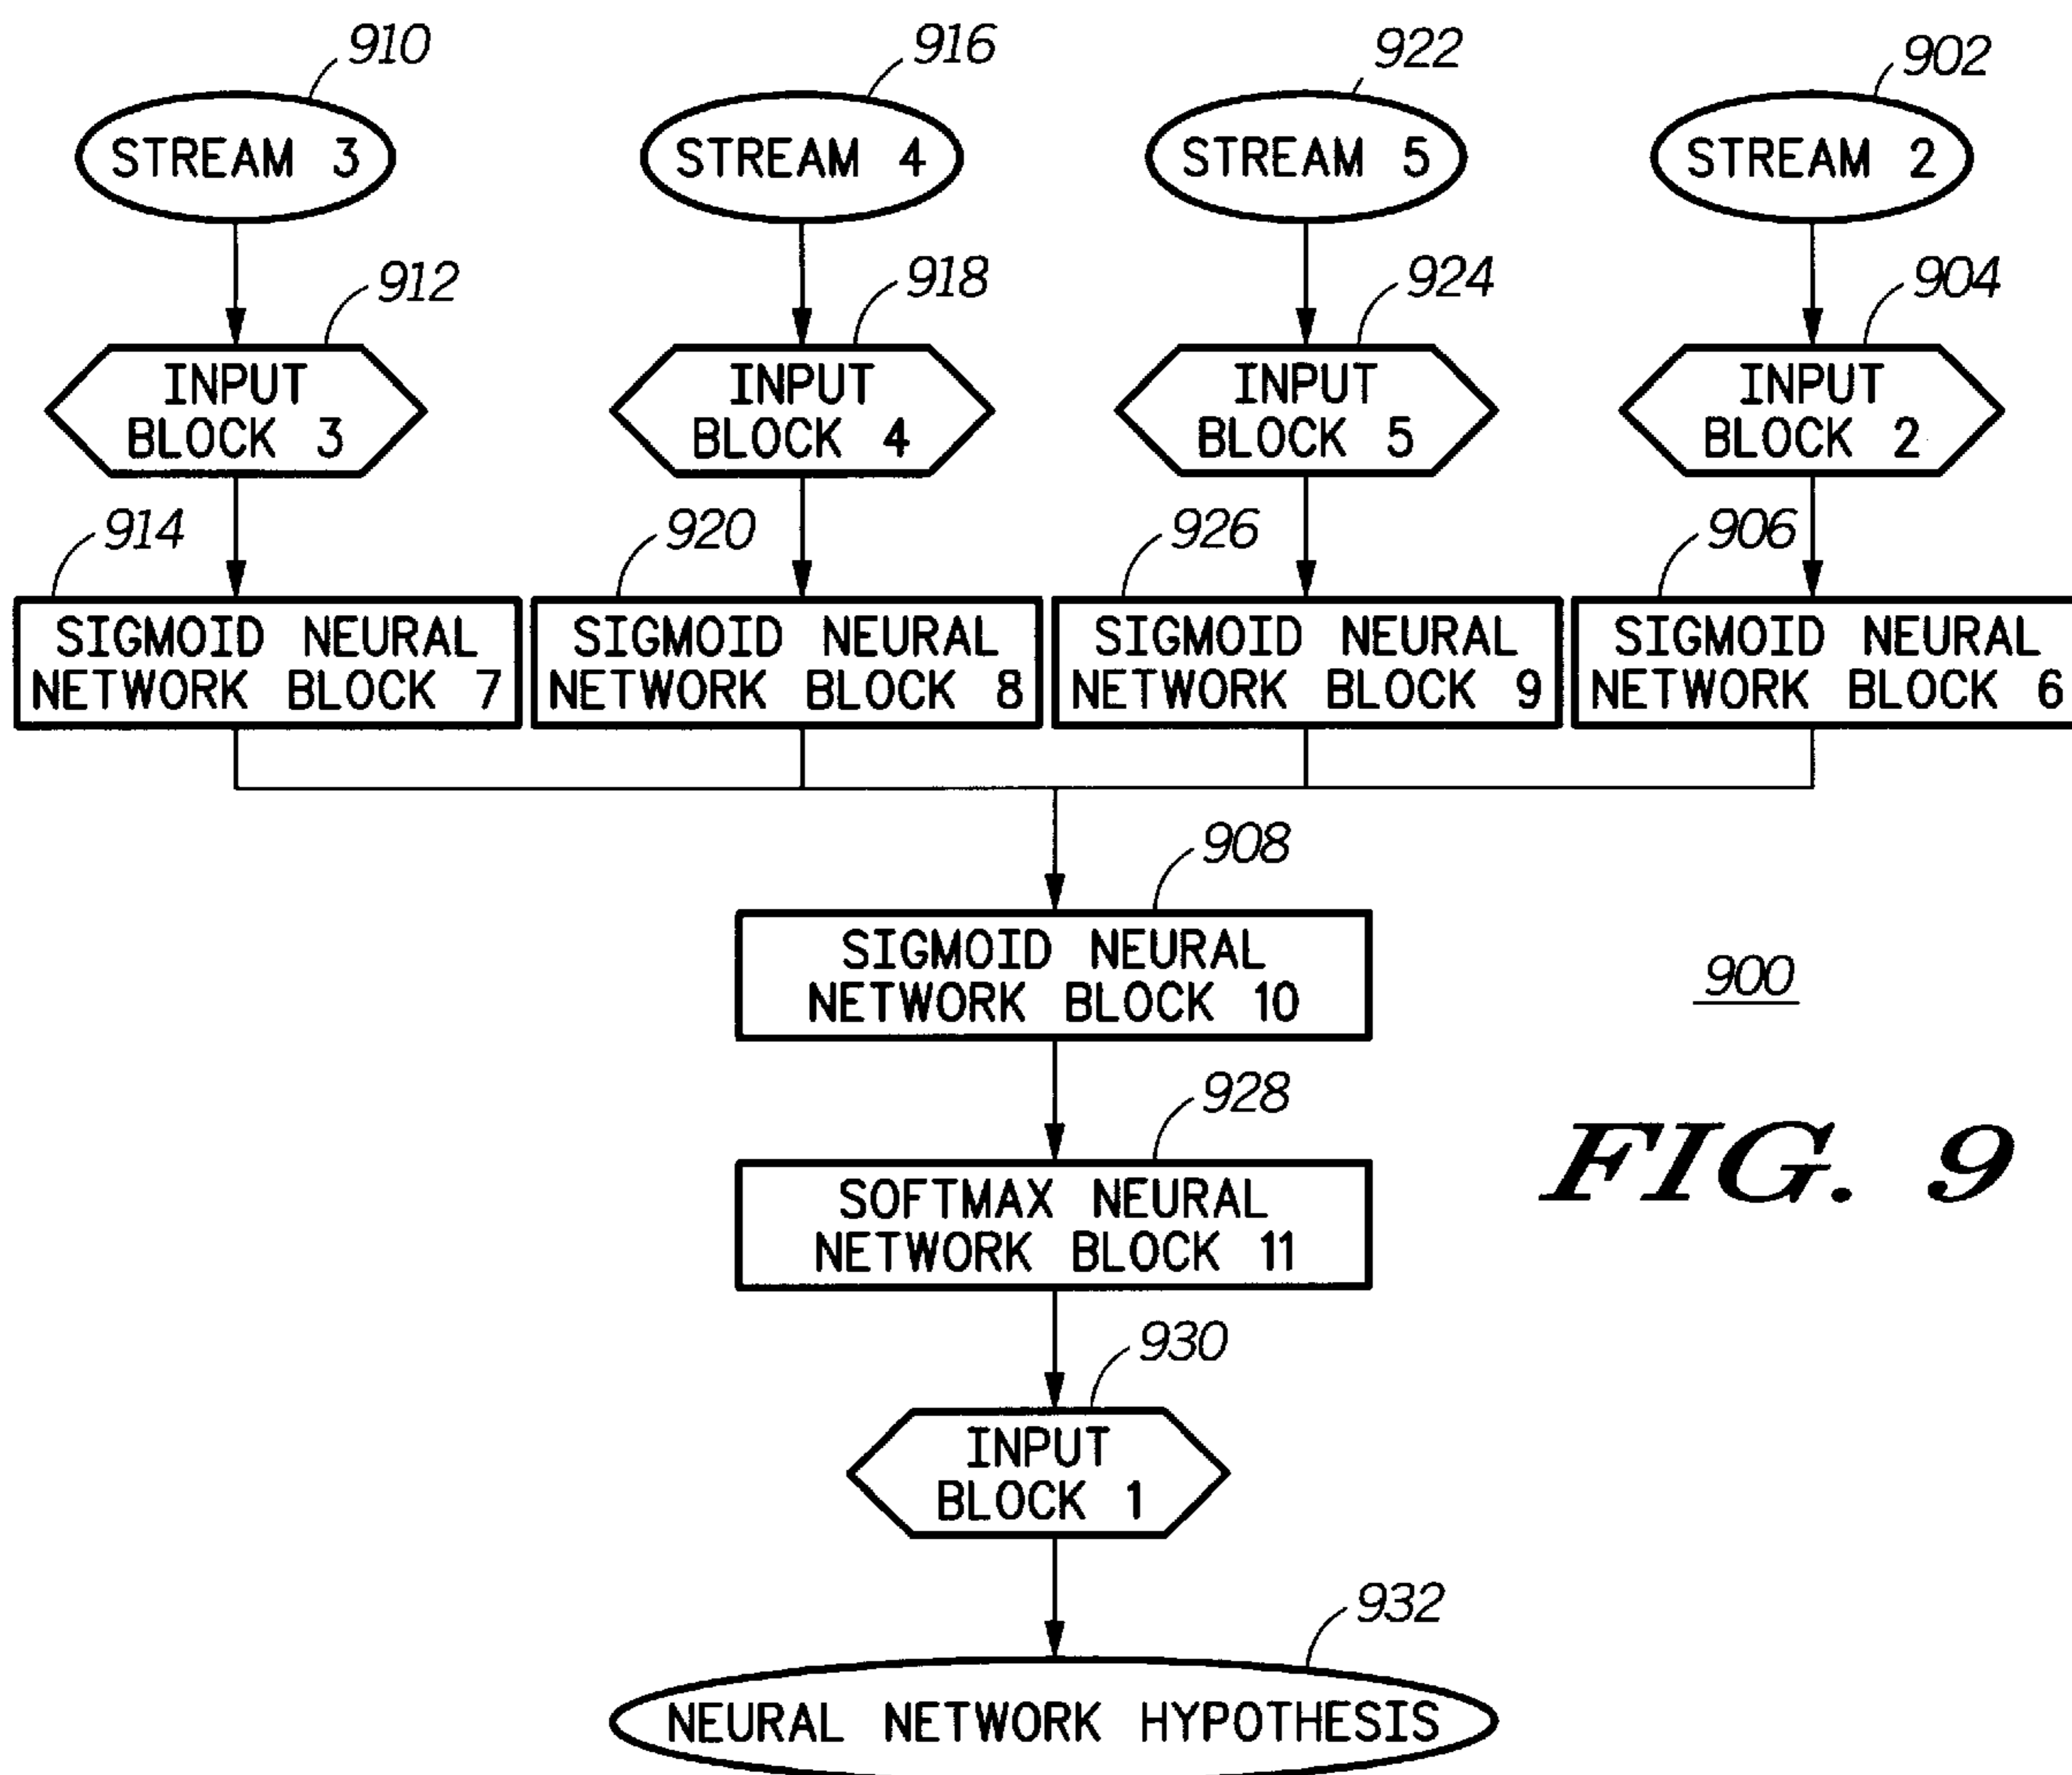 910
916
922
902
STREAM 3
STREAM 4
STREAM 5
STREAM 2
912
918
924
904
INPUT
BLOCK 3
INPUT
BLOCK 4
INPUT
BLOCK 5
INPUT
BLOCK 2
914
920
926
906
SIGMOID NEURAL
NETWORK BLOCK 7
SIGMOID NEURAL
NETWORK BLOCK 8
SIGMOID NEURAL
NETWORK BLOCK 9
SIGMOID NEURAL
NETWORK BLOCK 6
908
SIGMOID NEURAL
NETWORK BLOCK 10
900
928
SOFTMAX NEURAL
NETWORK BLOCK 11
FIG. 9
930
INPUT
BLOCK 1
932
NEURAL NETWORK HYPOTHESIS